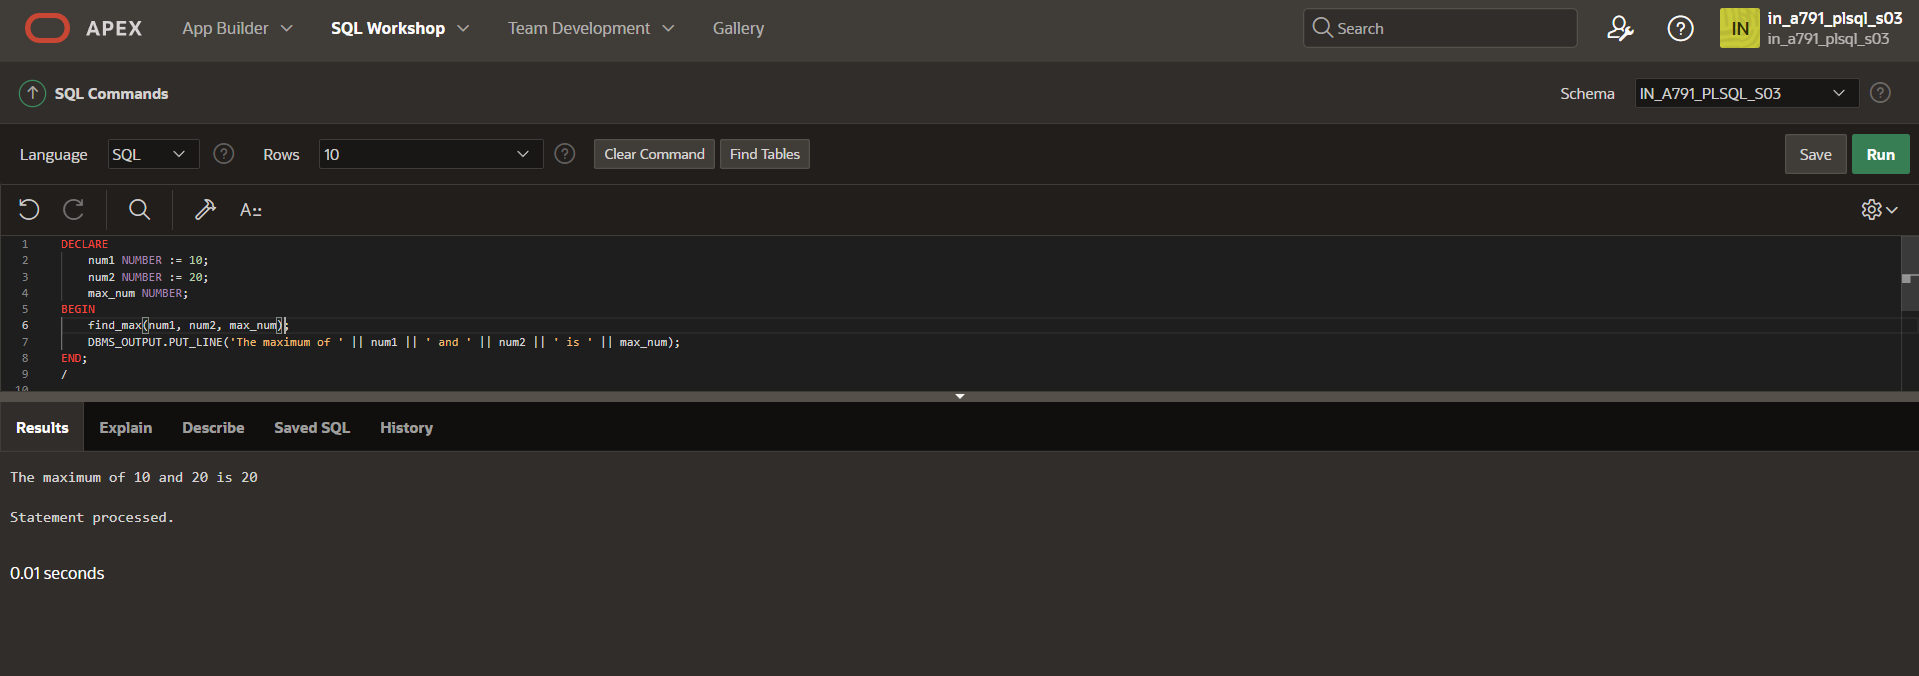 APEX App Builder SQL Workshop Team Development Gallery Search IN in_a791_plsql_s03
in_a791_plsql_s03
SQL Commands Schema IN_A791_PLSQL_S03
Language SQL Rows 10 Clear Command Find Tables Save Run
A::
1 DECLARE
2 num1 NUMBER := 10;
3 num2 NUMBER := 20;
4 max_num NUMBER;
5 BEGIN
6 find_max(num1, num2, max_num);
7 DBMS_OUTPUT.PUT_LINE('The maximum of ' || num1 || ' and ' || num2 || ' is ' || max_num);
8 END;
9 /
10
Results Explain Describe Saved SQL History
The maximum of 10 and 20 is 20
Statement processed.
0.01 seconds